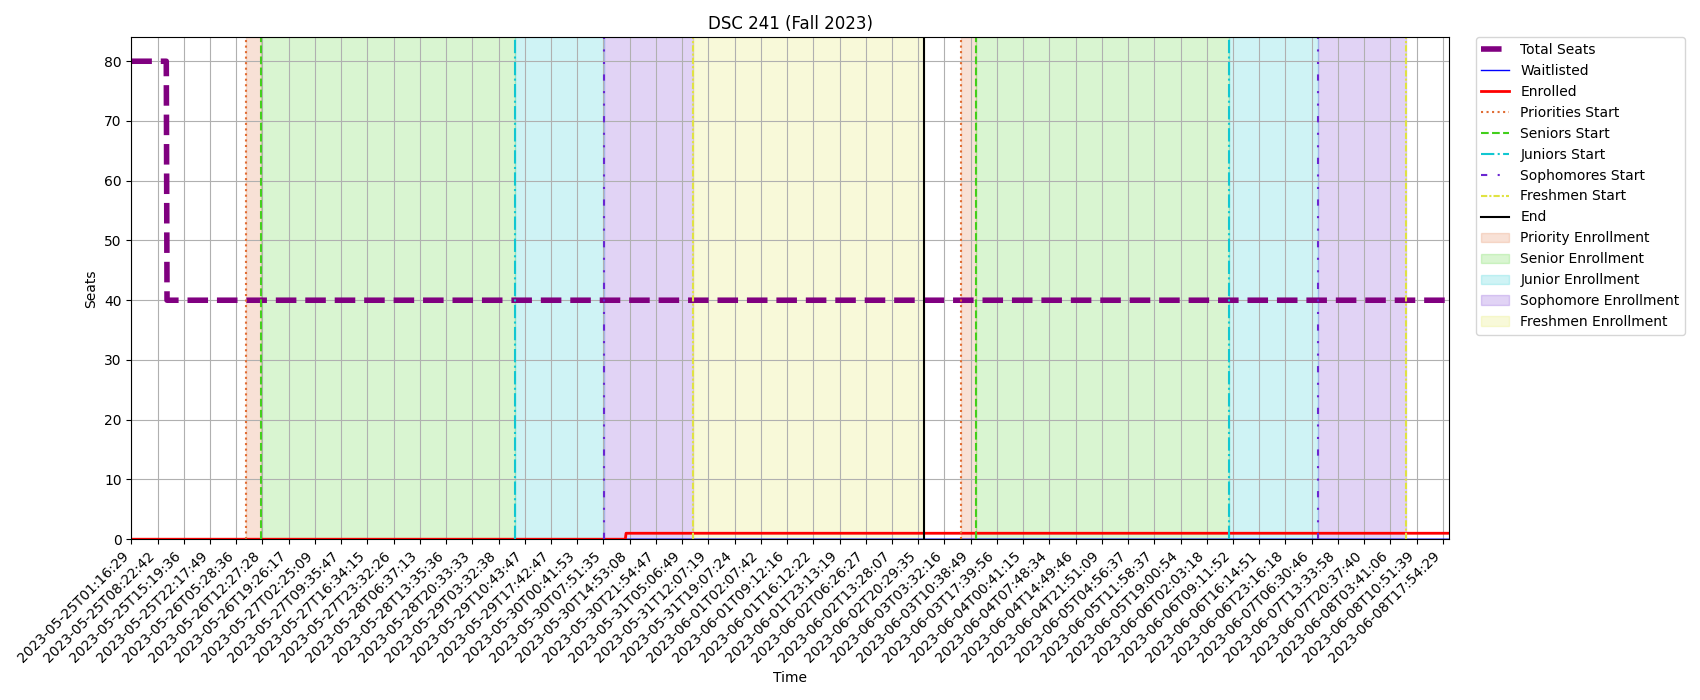 DSC 241 (Fall 2023)
Seats
80
70
60
50
40
30
20
10
0
2023-05-25T01:16:29
2023-05-25T08:22:42
2023-05-25T15:19:36
2023-05-25T22:17:49
2023-05-26T05:28:36
2023-05-26T12:27:28
2023-05-26T19:26:17
2023-05-27T02:25:09
2023-05-27T09:35:47
2023-05-27T16:34:15
2023-05-27T23:32:26
2023-05-28T06:37:13
2023-05-28T13:35:36
2023-05-28T20:33:33
2023-05-29T03:32:38
2023-05-29T10:43:47
2023-05-29T17:42:47
2023-05-30T00:41:53
2023-05-30T07:51:35
2023-05-30T14:53:08
2023-05-30T21:54:47
2023-05-31T05:06:49
2023-05-31T12:07:19
2023-05-31T19:07:24
2023-06-01T02:07:42
2023-06-01T09:12:16
2023-06-01T16:12:22
2023-06-01T23:13:19
2023-06-02T06:26:27
2023-06-02T13:28:07
2023-06-02T20:29:35
2023-06-03T03:32:16
2023-06-03T10:38:49
2023-06-03T17:39:56
2023-06-04T00:41:15
2023-06-04T07:48:34
2023-06-04T14:49:46
2023-06-04T21:51:09
2023-06-05T04:56:37
2023-06-05T11:58:37
2023-06-05T19:00:54
2023-06-06T02:03:18
2023-06-06T09:11:52
2023-06-06T16:14:51
2023-06-06T23:16:18
2023-06-07T06:30:46
2023-06-07T13:33:58
2023-06-07T20:37:40
2023-06-08T03:41:06
2023-06-08T10:51:39
2023-06-08T17:54:29
Time
Total Seats
Waitlisted
Enrolled
Priorities Start
Seniors Start
Juniors Start
Sophomores Start
Freshmen Start
End
Priority Enrollment
Senior Enrollment
Junior Enrollment
Sophomore Enrollment
Freshmen Enrollment